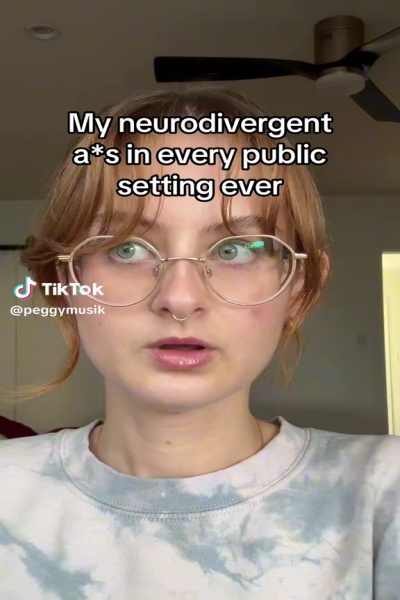 My neurodivergent
a*s in every public
setting ever
TikTok
@peggymusik